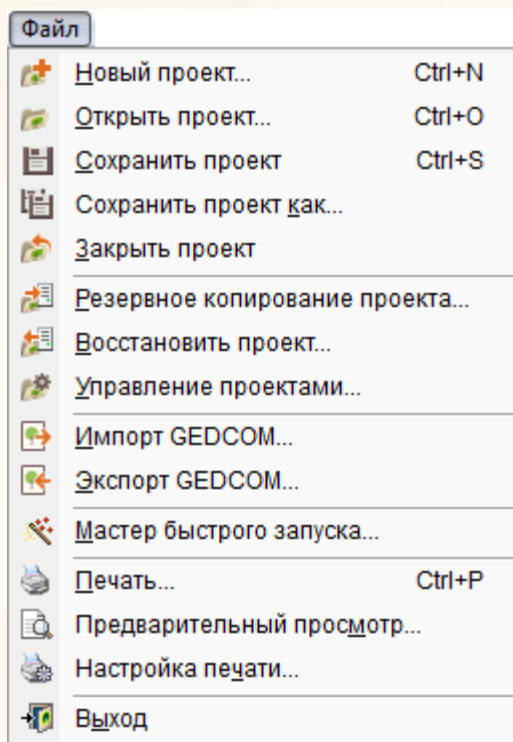 Файл
Новый проект... Ctrl+N
Открыть проект... Ctrl+O
Сохранить проект Ctrl+S
Сохранить проект как...
Закрыть проект
Резервное копирование проекта...
Восстановить проект...
Управление проектами...
Импорт GEDCOM...
Экспорт GEDCOM...
Мастер быстрого запуска...
Печать... Ctrl+P
Предварительный просмотр...
Настройка печати...
Выход